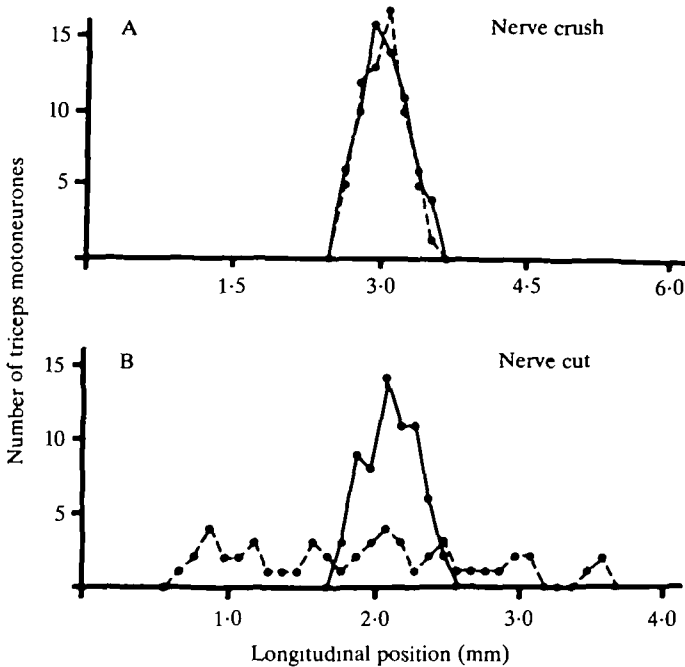 Number of triceps motoneurones
A
Nerve crush
15
10
5
1·5
3·0
4·5
6·0
B
Nerve cut
15
10
5
1·0
2·0
3·0
4·0
Longitudinal position (mm)